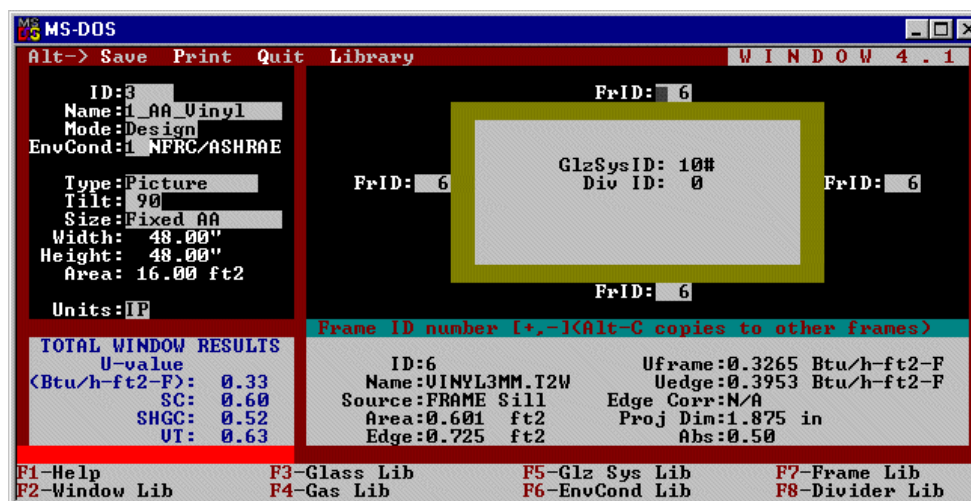 MS-DOS
Alt-> Save Print Quit Library W I N D O W 4 . 1
ID:3
Name:1_AA_Vinyl
Mode:Design
EnvCond:1 NFRC/ASHRAE
Type:Picture
Tilt: 90
Size:Fixed AA
Width: 48.00"
Height: 48.00"
Area: 16.00 ft2
Units:IP
FrID: 6
GlzSysID: 10#
FrID: 6 Div ID: 0 FrID: 6
FrID: 6
Frame ID number [+,-]<Alt-C copies to other frames>
TOTAL WINDOW RESULTS
U-value
<Btu/h-ft2-F>: 0.33
SC: 0.60
SHGC: 0.52
VT: 0.63
ID:6 Uframe:0.3265 Btu/h-ft2-F
Name:VINYL3MM.T2W Uedge:0.3953 Btu/h-ft2-F
Source:FRAME Sill Edge Corr:N/A
Area:0.601 ft2 Proj Dim:1.875 in
Edge:0.725 ft2 Abs:0.50
F1-Help F3-Glass Lib F5-Glz Sys Lib F7-Frame Lib
F2-Window Lib F4-Gas Lib F6-EnvCond Lib F8-Divider Lib